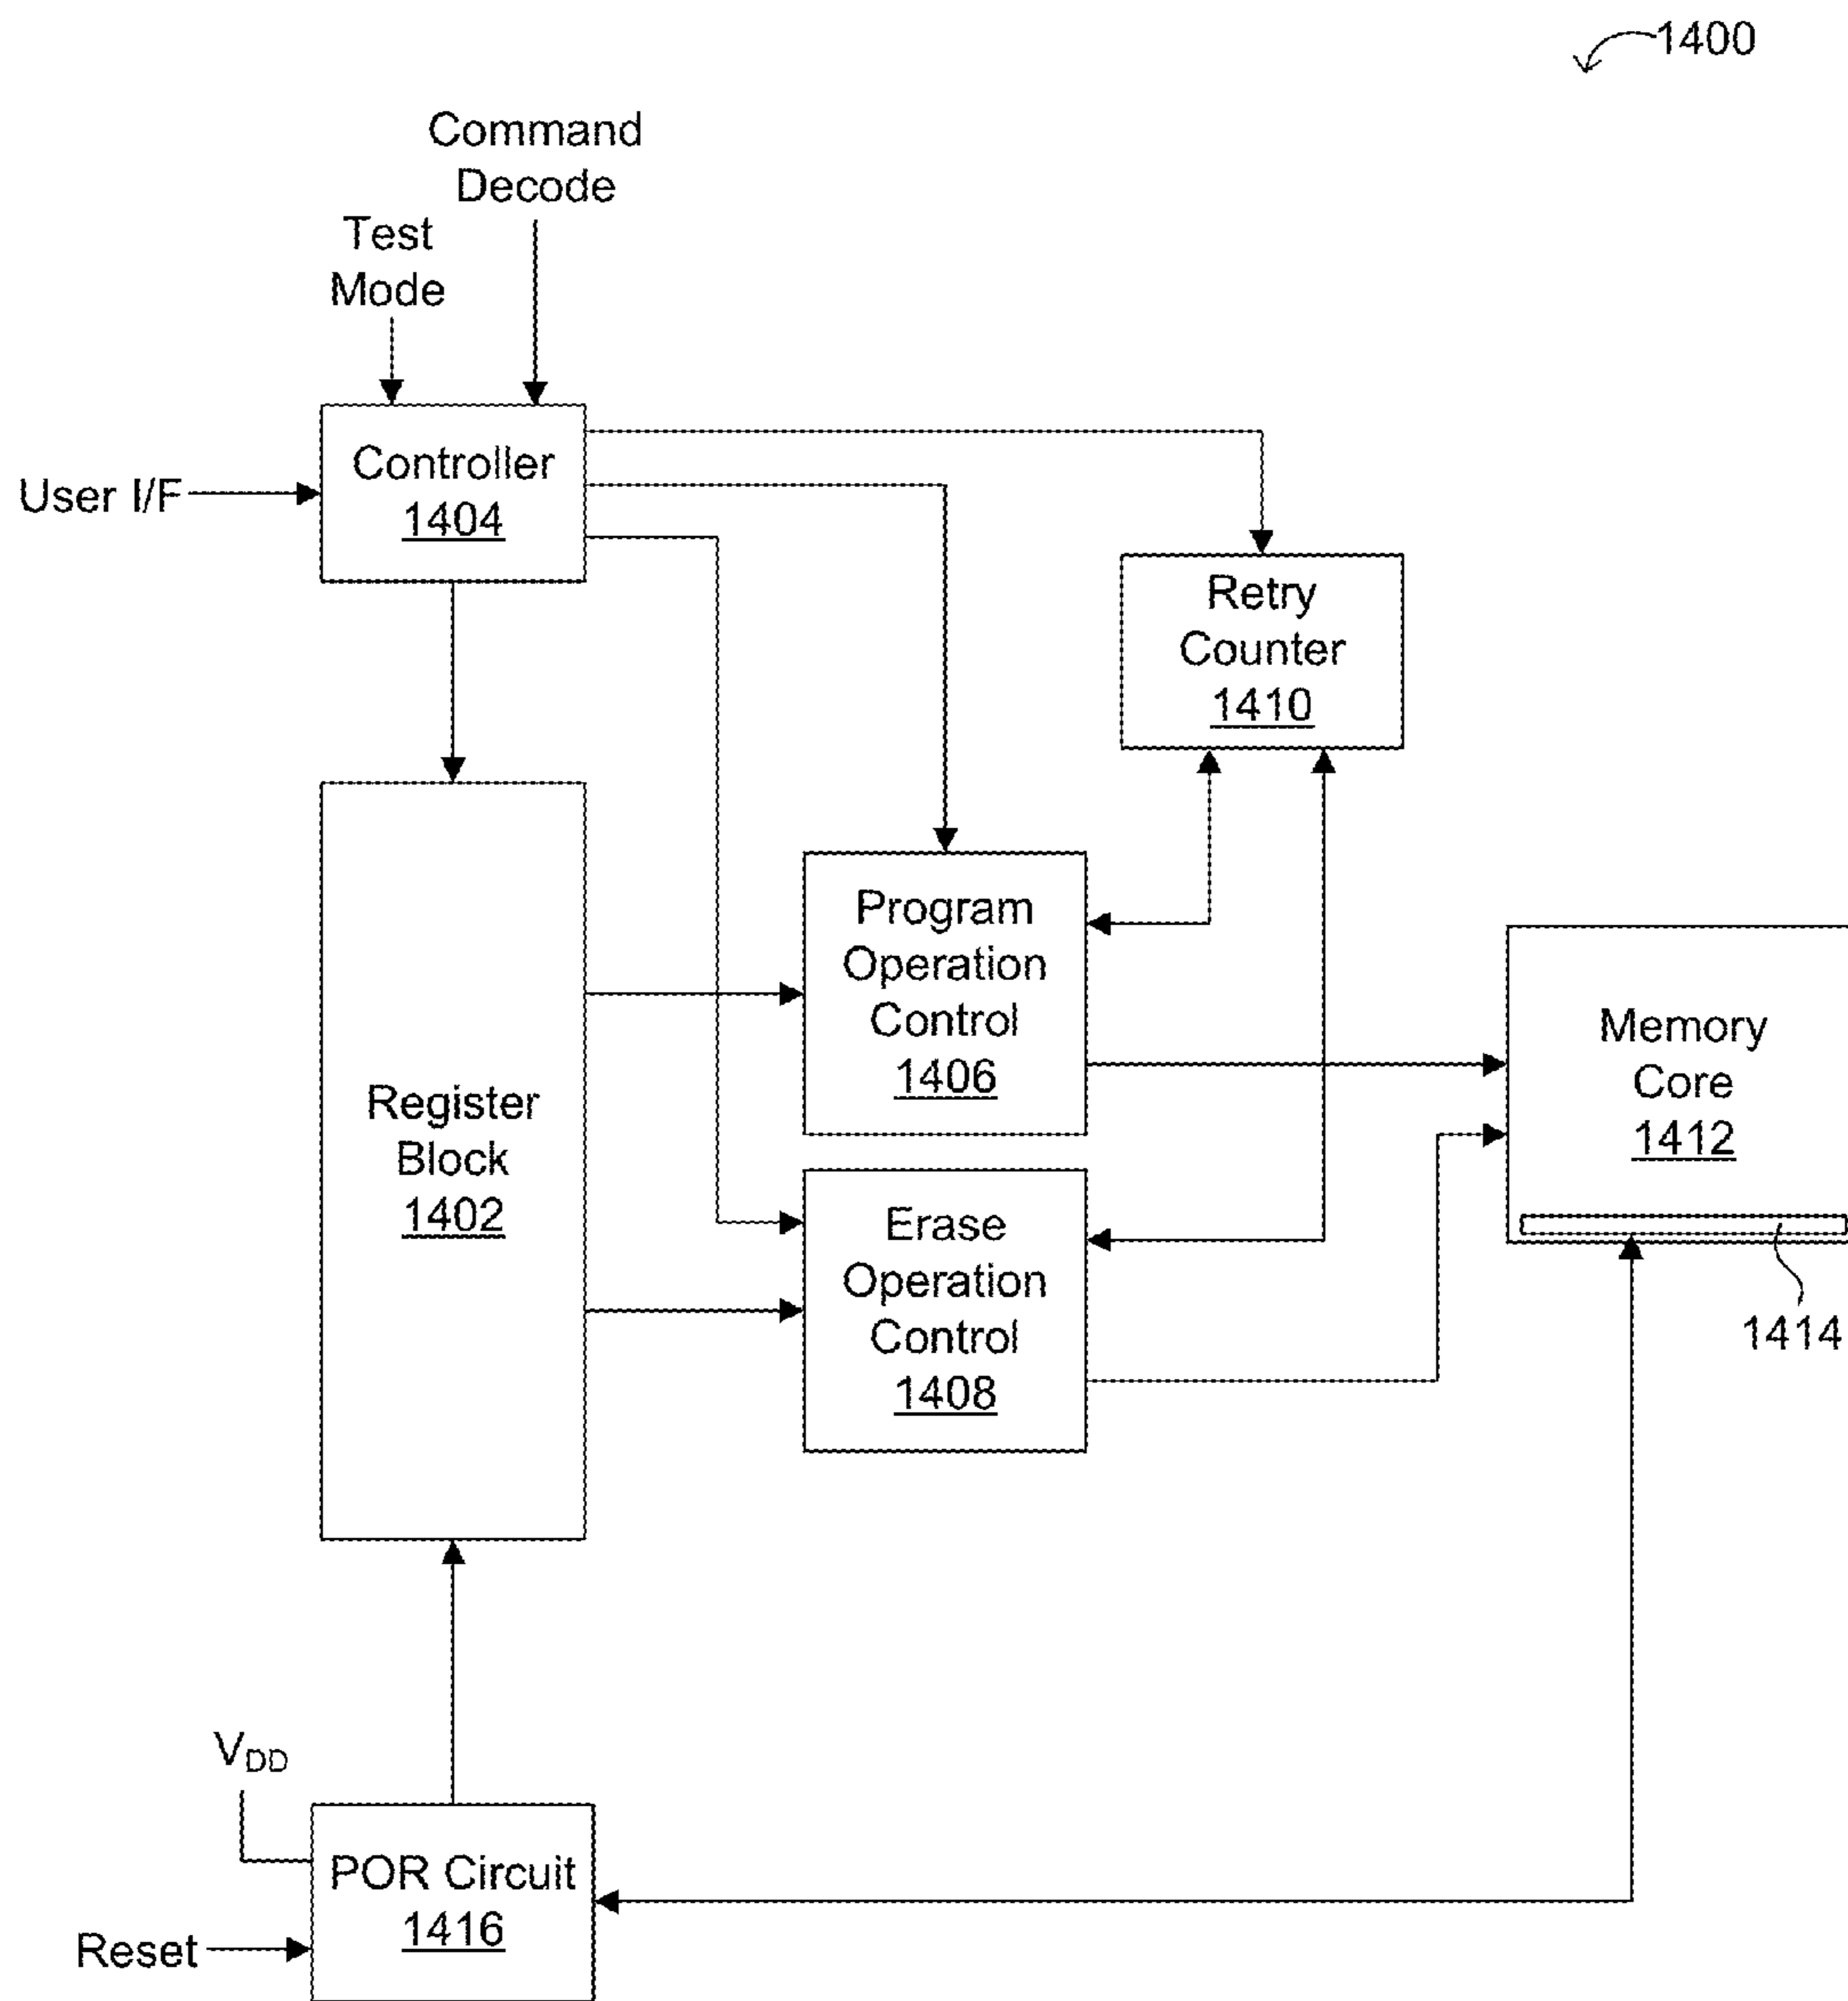 1400
Command
Decode
Test
Mode
Controller
1404
User I/F
Retry
Counter
1410
Program
Operation
Control
1406
Memory
Core
1412
Register
Block
1402
Erase
Operation
Control
1408
1414
VDD
POR Circuit
1416
Reset